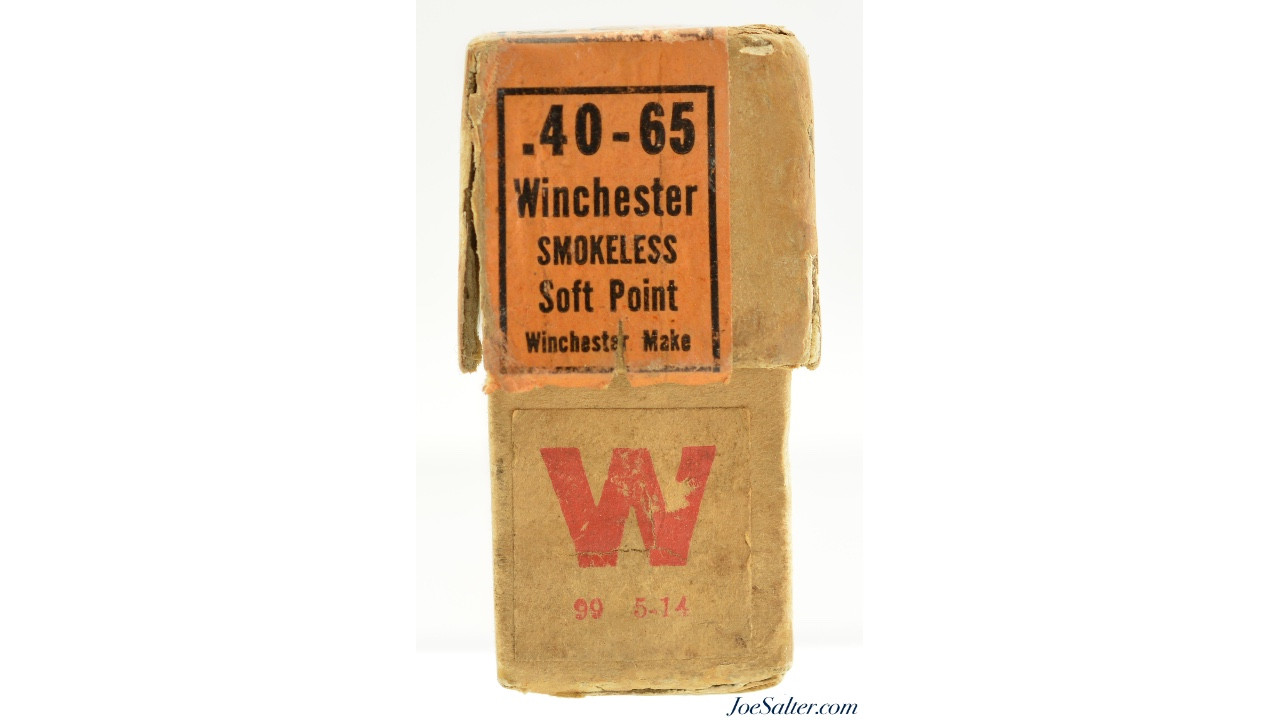 .40-65
Winchester
SMOKELESS
Soft Point
Winchester Make
W
99 5-14
JoeSalter.com